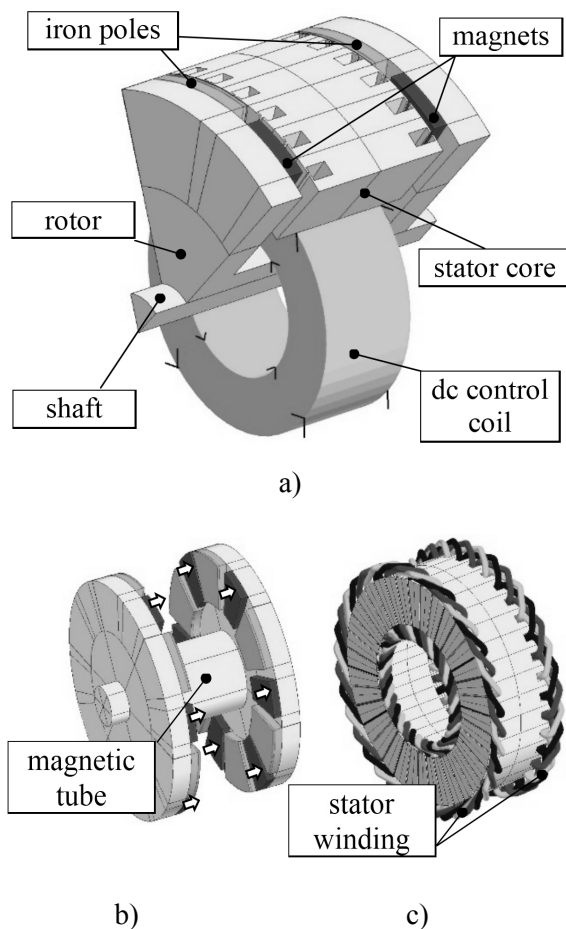 iron poles
magnets
rotor
stator core
shaft
dc control
coil
a)
magnetic
tube
stator
winding
b)
c)